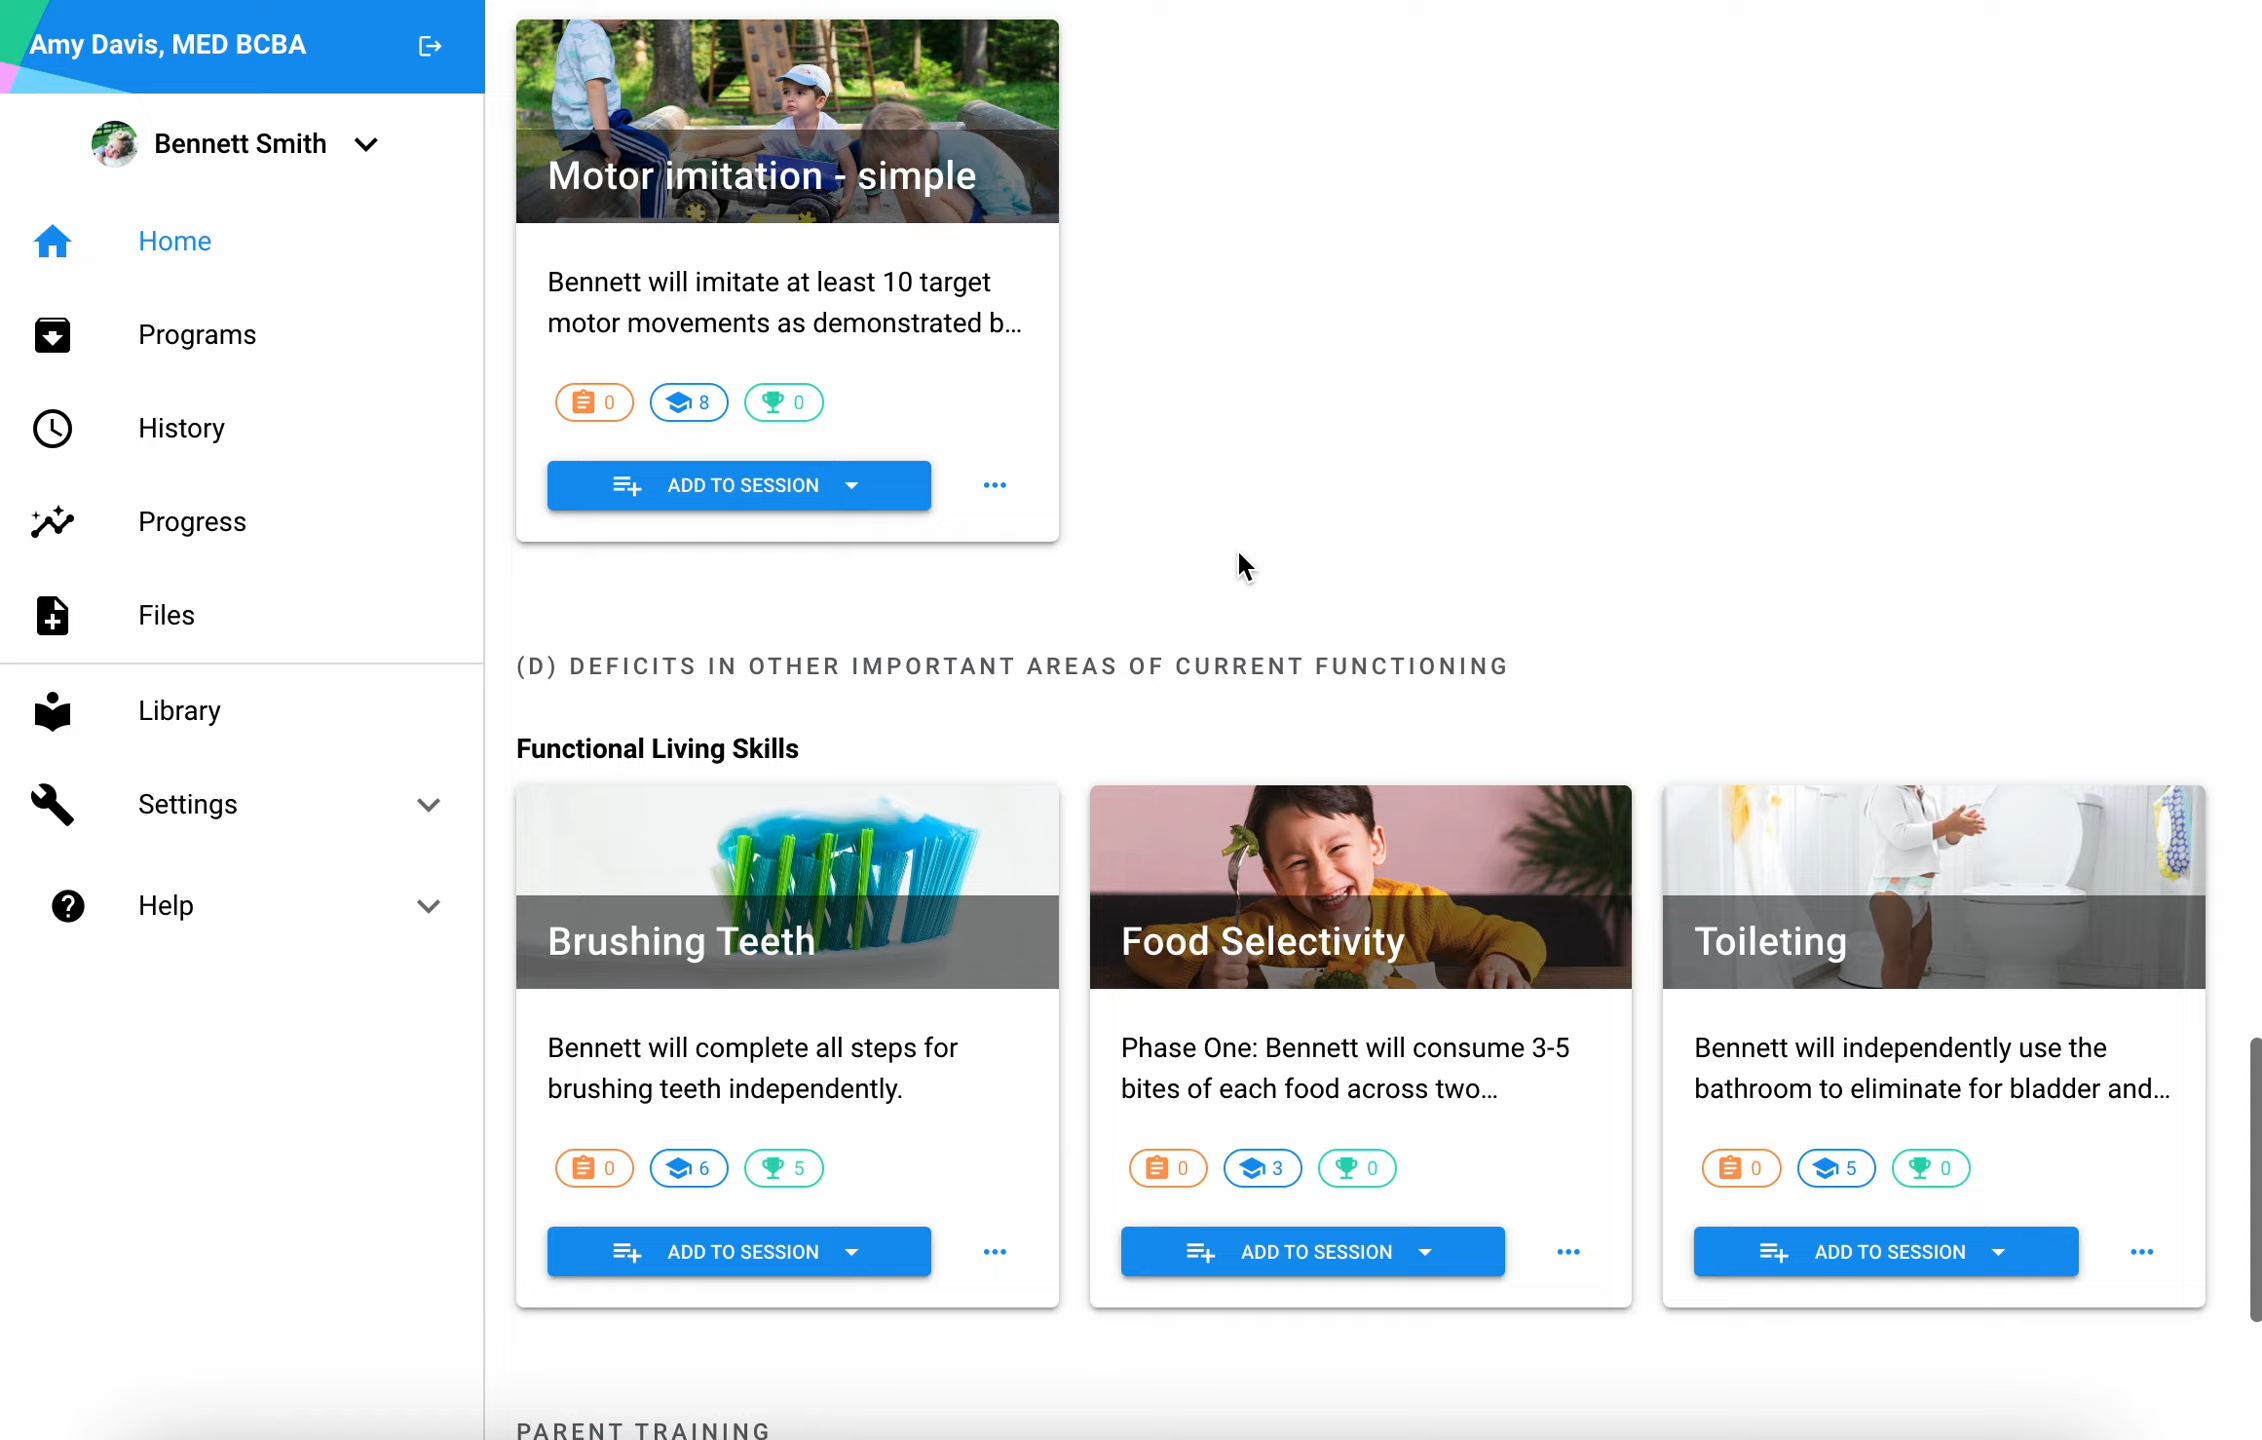 Amy Davis, MED BCBA
Bennett Smith
Home
Programs
History
Progress
Files
Library
Settings
Help
Motor imitation - simple
Bennett will imitate at least 10 target
motor movements as demonstrated b...
0 8 0
ADD TO SESSION
(D) DEFICITS IN OTHER IMPORTANT AREAS OF CURRENT FUNCTIONING
Functional Living Skills
Brushing Teeth
Bennett will complete all steps for
brushing teeth independently.
0 6 5
ADD TO SESSION
Food Selectivity
Phase One: Bennett will consume 3-5
bites of each food across two...
0 3 0
ADD TO SESSION
Toileting
Bennett will independently use the
bathroom to eliminate for bladder and...
0 5 0
ADD TO SESSION
PARENT TRAINING